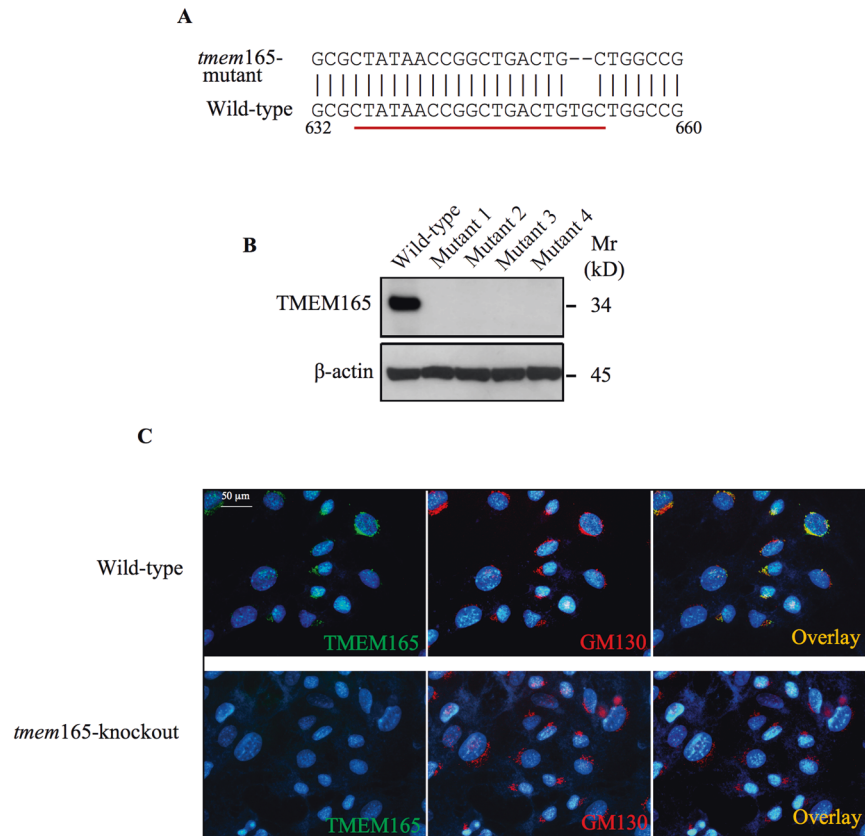 A
tmem165-mutant GCGCTATAACCGGCTGACTG--CTGGCCG
Wild-type GCGCTATAACCGGCTGACTGTGCTGGCCG
632 660
B
Wild-type Mutant 1 Mutant 2 Mutant 3 Mutant 4 Mr (kD)
TMEM165 34
β-actin 45
C
50 µm
Wild-type TMEM165 GM130 Overlay
tmem165-knockout TMEM165 GM130 Overlay